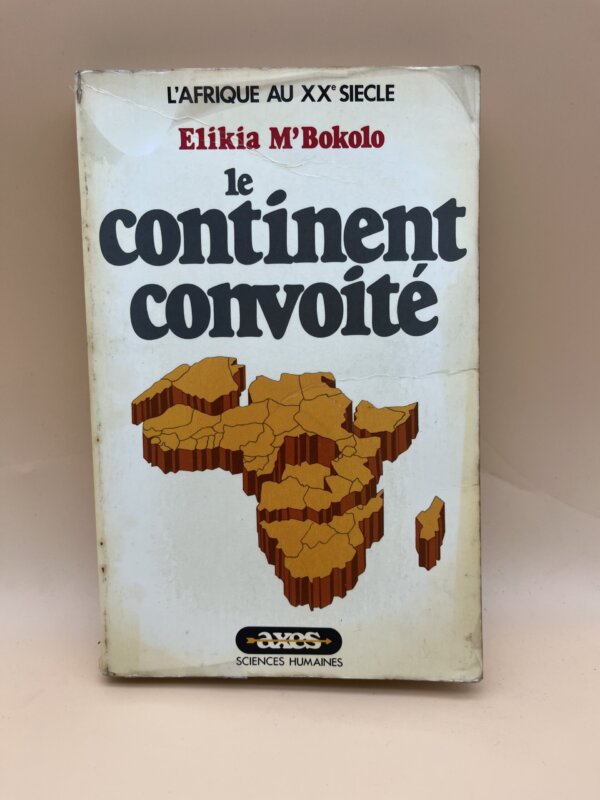 L'AFRIQUE AU XXe SIECLE
Elikia M'Bokolo
le
continent
convoité
axes
SCIENCES HUMAINES